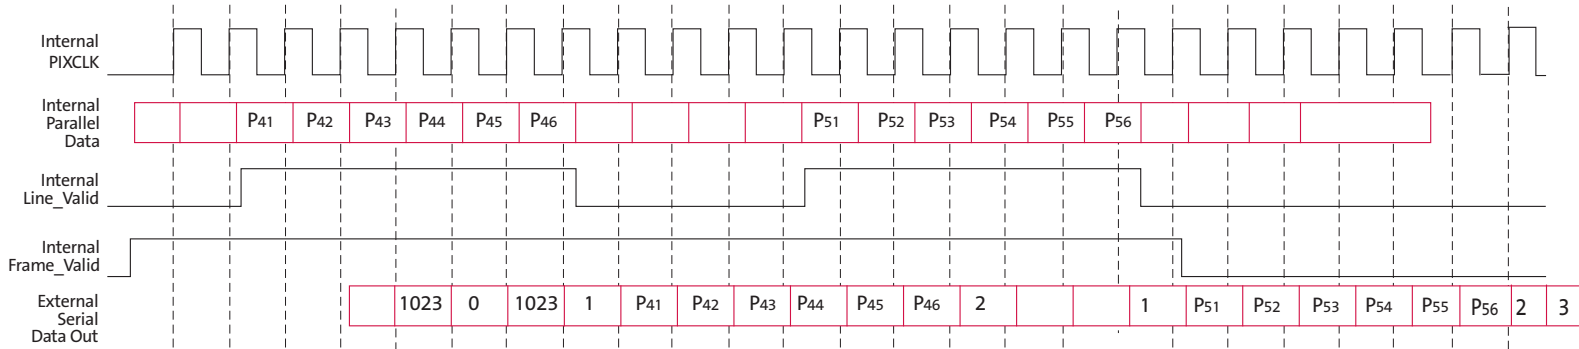 Internal
PIXCLK
Internal
Parallel
Data
P41 P42 P43 P44 P45 P46 P51 P52 P53 P54 P55 P56
Internal
Line_Valid
Internal
Frame_Valid
External
Serial
Data Out
1023 0 1023 1 P41 P42 P43 P44 P45 P46 2 1 P51 P52 P53 P54 P55 P56 2 3